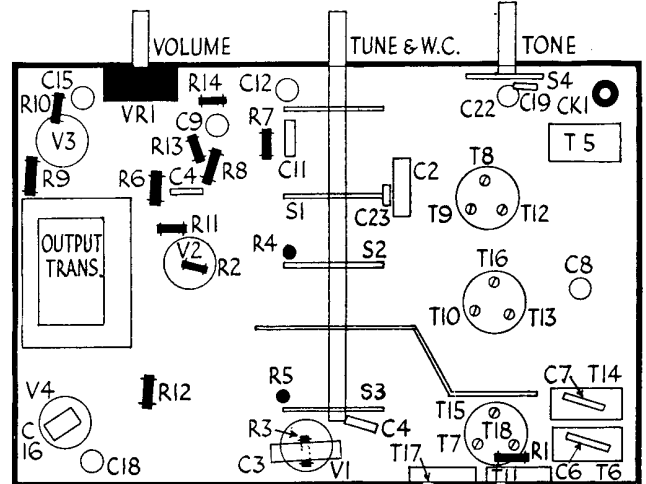 VOLUME TUNE & W.C. TONE
C15 R14 C12 S4
R10 VR1 C22 C19 CK1
V3 C9 R7 T5
R13 C11 T8
R9 R6 C4 R8 C2
S1 C23 T9 T12
R11
OUTPUT TRANS. V2 R2 R4 S2 T16 C8
T10 T13
V4 R12 R5 S3 C7 T14
C16 R3 C4 T15 T18
C18 C3 V1 T7 R1
T17 T11 C6 T6